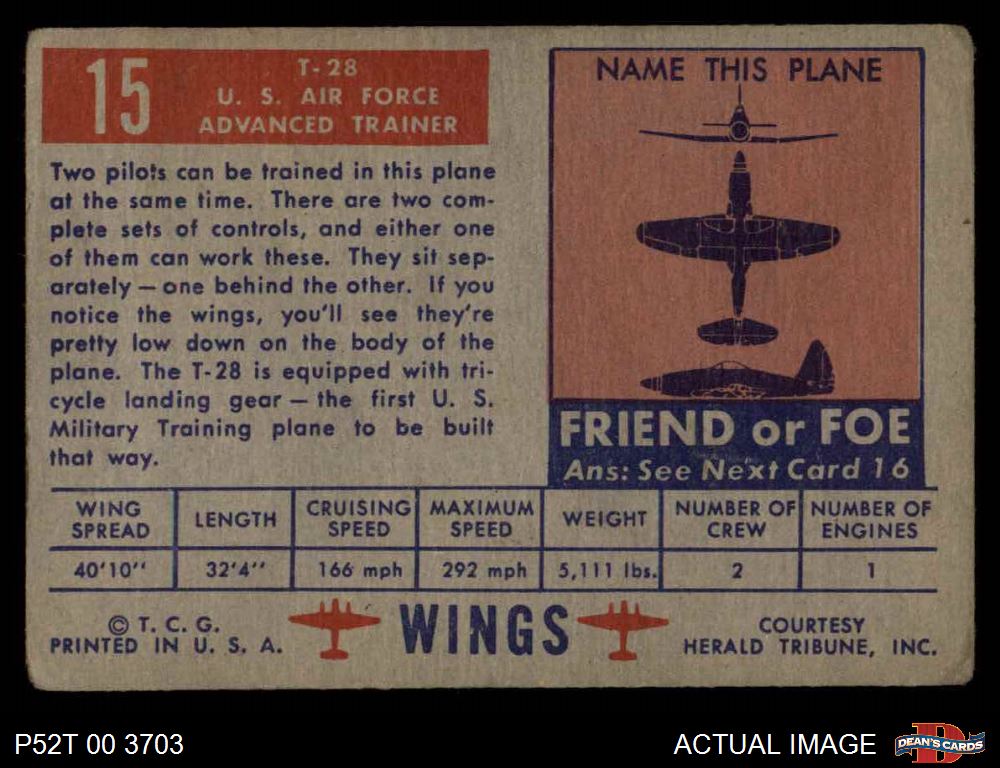 15
T-28
U. S. AIR FORCE
ADVANCED TRAINER
Two pilots can be trained in this plane
at the same time. There are two com-
plete sets of controls, and either one
of them can work these. They sit sep-
arately — one behind the other. If you
notice the wings, you'll see they're
pretty low down on the body of the
plane. The T-28 is equipped with tri-
cycle landing gear — the first U. S.
Military Training plane to be built
that way.
NAME THIS PLANE
FRIEND or FOE
Ans: See Next Card 16
WING SPREAD
LENGTH
CRUISING SPEED
MAXIMUM SPEED
WEIGHT
NUMBER OF CREW
NUMBER OF ENGINES
40'10"
32'4"
166 mph
292 mph
5,111 lbs.
2
1
© T. C. G.
PRINTED IN U. S. A.
WINGS
COURTESY
HERALD TRIBUNE, INC.
P52T 00 3703
ACTUAL IMAGE
D
DEAN'S CARDS